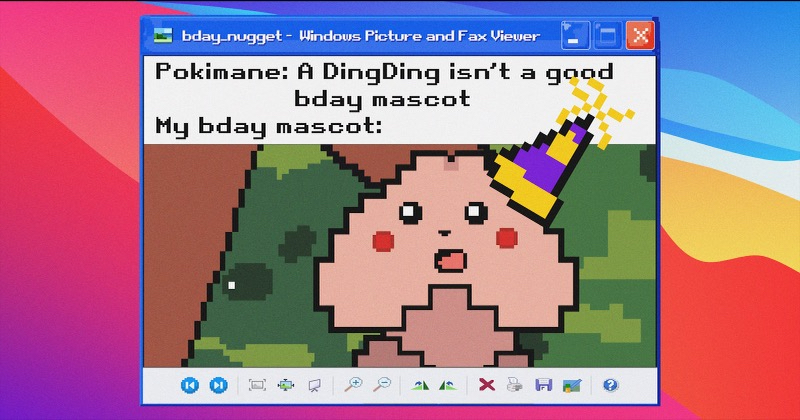 bday_nugget - Windows Picture and Fax Viewer
Pokimane: A DingDing isn't a good
bday mascot
My bday mascot: